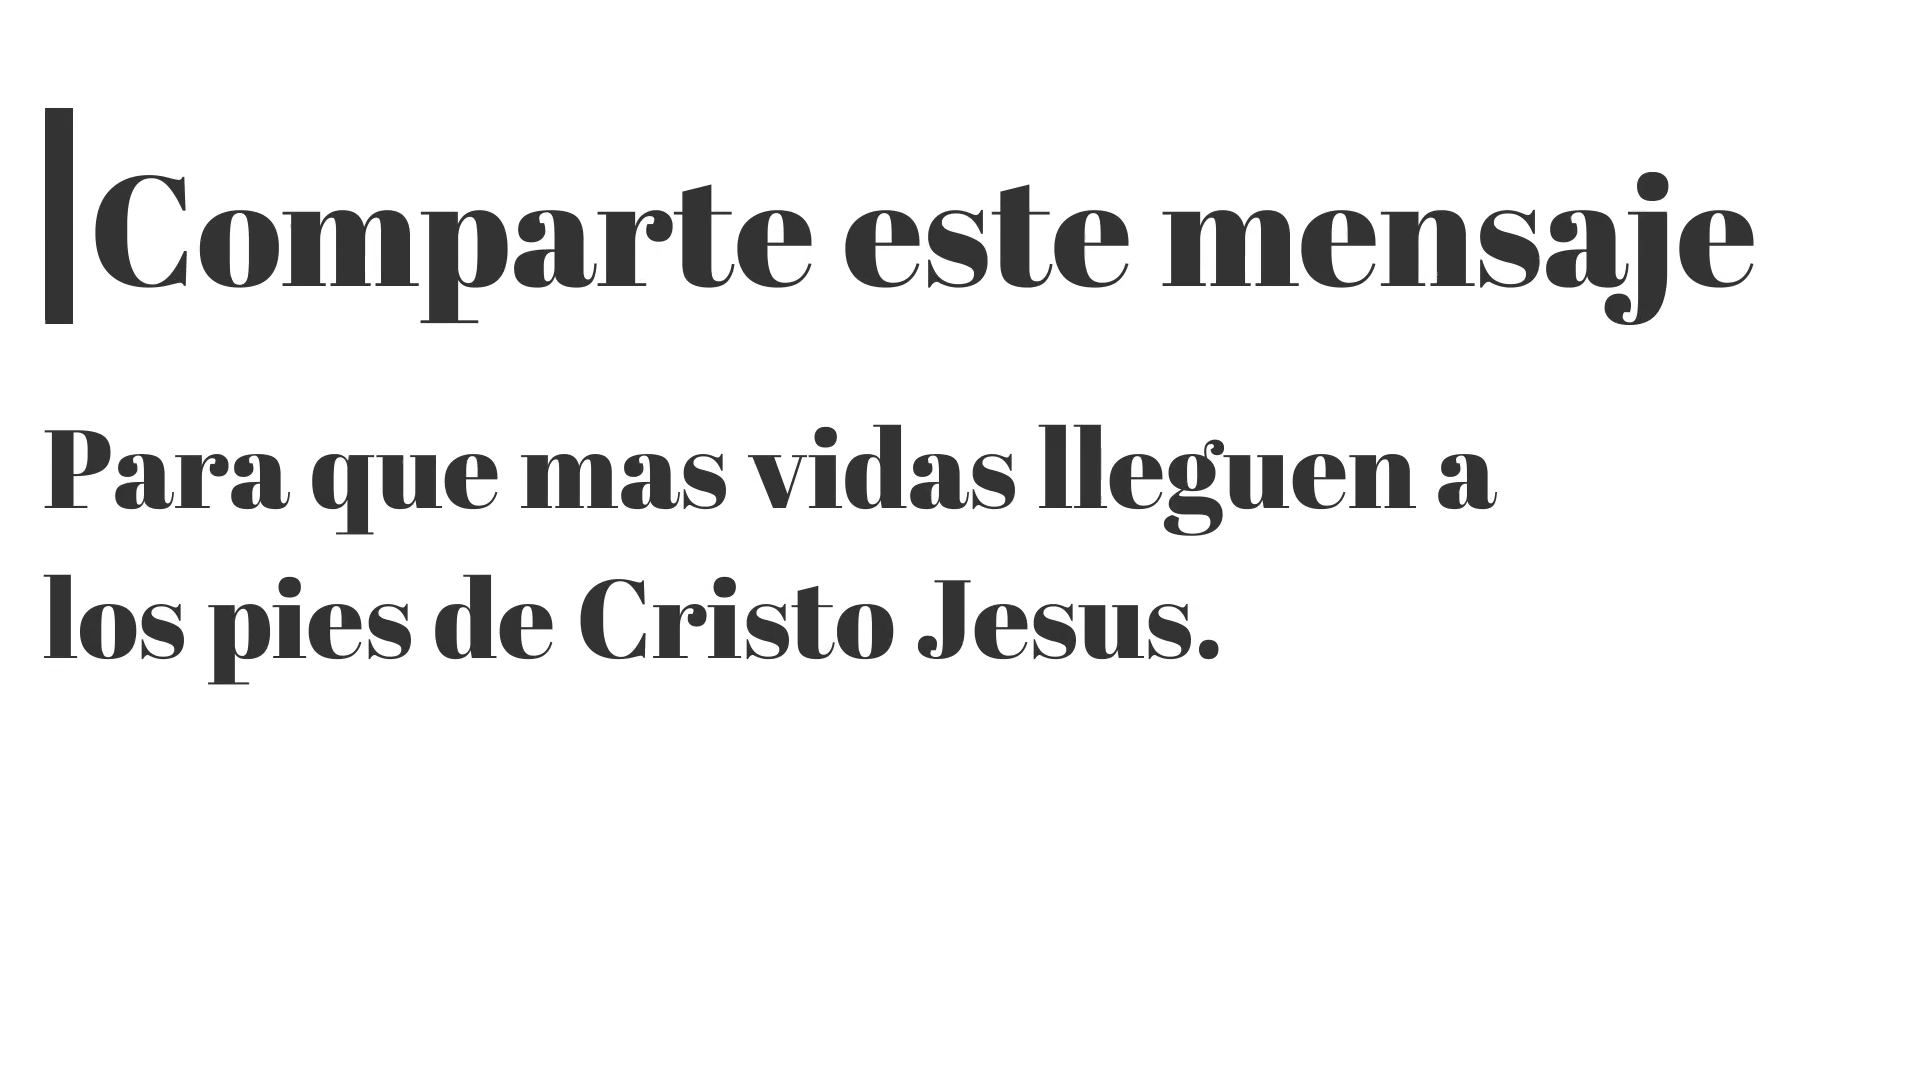 Comparte este mensaje
Para que mas vidas lleguen a
los pies de Cristo Jesus.